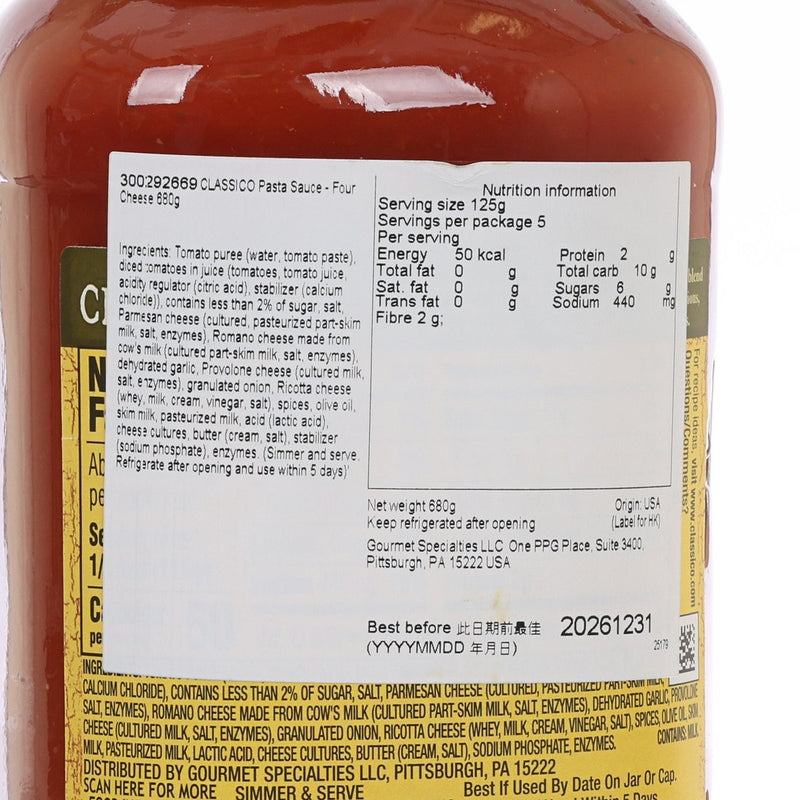 300292669 CLASSICO Pasta Sauce - Four
Cheese 680g
Ingrecients: Tomato puree (water, tomato paste),
diced tomatoes in juice (tomatoes, tomato juice,
acidity regulator (citric acid), stabilizer (calcium
chloride)), contains less than 2% of sugar, salt,
Parmesan cheese (cultured, pasteurized part-skim
milk, salt, enzymes), Romano cheese made from
cow's milk (cultured part-skim milk, salt, enzymes),
dehydrated garlic, Provolone cheese (cultured milk,
salt, enzymes), granulated onion, Ricotta cheese
(whey, milk, cream, vinegar, salt), spices, olive oil,
skim milk, pasteurized milk, acid (lactic acid),
cheese cultures, butter (cream, salt), stabilizer
(sodium phosphate), enzymes. (Simmer and serve.
Refrigerate after opening and use within 5 days)
Nutrition information
Serving size 125g
Servings per package 5
Per serving
Energy 50 kcal Protein 2 g
Total fat 0 g Total carb 10 g
Sat. fat 0 g Sugars 6 g
Trans fat 0 g Sodium 440 mg
Fibre 2 g;
Net weight 680g Origin: USA
Keep refrigerated after opening (Label for HK)
Gourmet Specialties LLC One PPG Place, Suite 3400,
Pittsburgh, PA 15222 USA
Best before 此日期前最佳 20261231
(YYYYMMDD 年月日) 25179
For recipe ideas, visit www.classico.com
Questions/Comments?
CALCIUM CHLORIDE), CONTAINS LESS THAN 2% OF SUGAR, SALT, PARMESAN CHEESE (CULTURED, PASTEURIZED PART-SKIM MILK,
SALT, ENZYMES), ROMANO CHEESE MADE FROM COW'S MILK (CULTURED PART-SKIM MILK, SALT, ENZYMES), DEHYDRATED GARLIC, PROVOLONE
CHEESE (CULTURED MILK, SALT, ENZYMES), GRANULATED ONION, RICOTTA CHEESE (WHEY, MILK, CREAM, VINEGAR, SALT), SPICES, OLIVE OIL, SKIM
MILK, PASTEURIZED MILK, LACTIC ACID, CHEESE CULTURES, BUTTER (CREAM, SALT), SODIUM PHOSPHATE, ENZYMES. CONTAINS: MILK.
DISTRIBUTED BY GOURMET SPECIALTIES LLC, PITTSBURGH, PA 15222
SCAN HERE FOR MORE SIMMER & SERVE Best If Used By Date On Jar Or Cap.
Within 5 Days